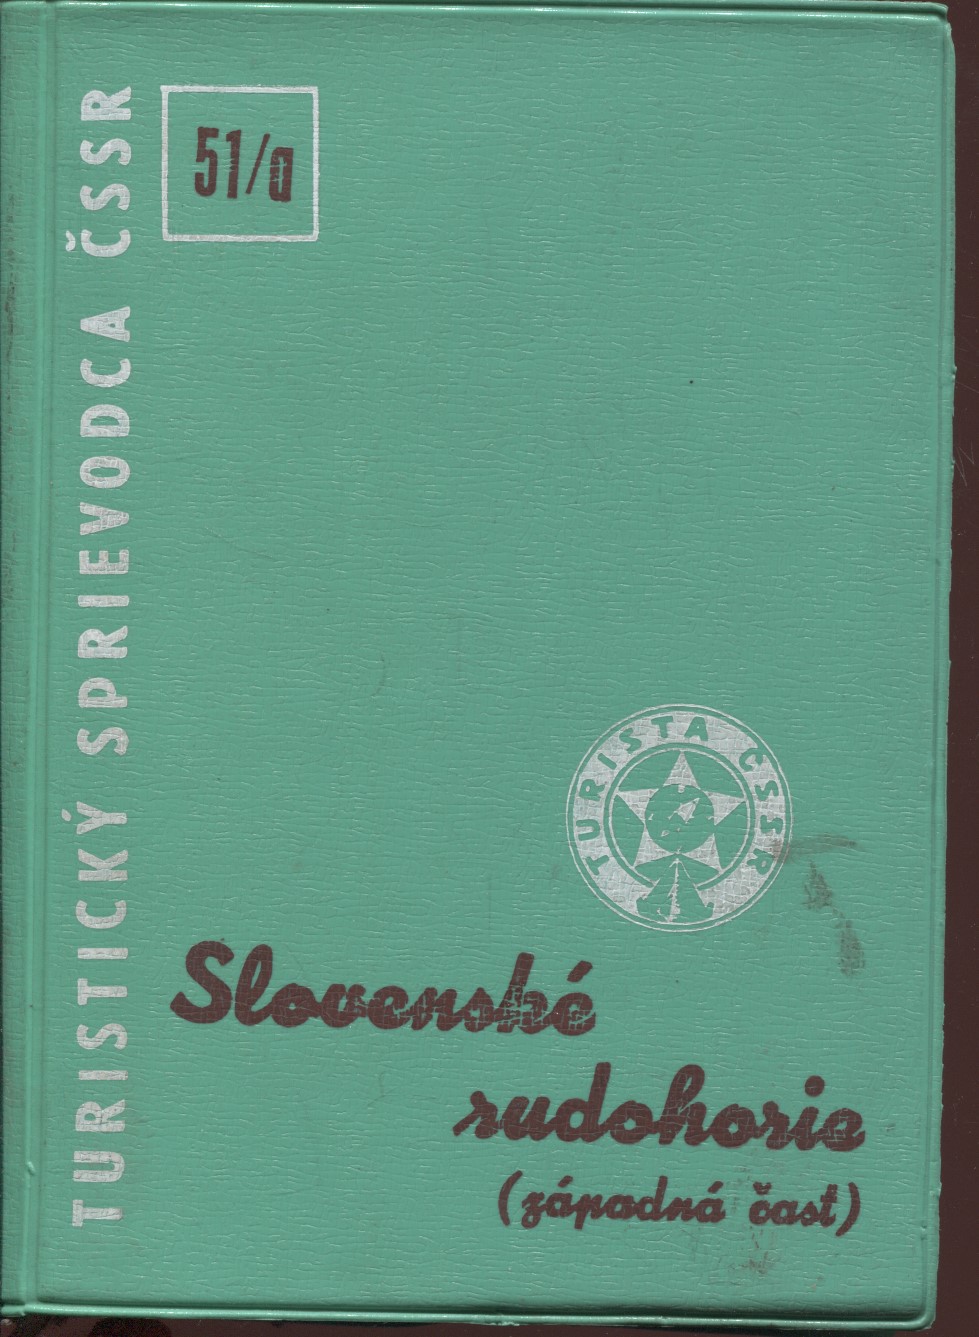 TURISTICKÝ SPRIEVODCA ČSSR
51/a
TURISTA ČSSR
Slovenské
rudohorie
(západná časť)